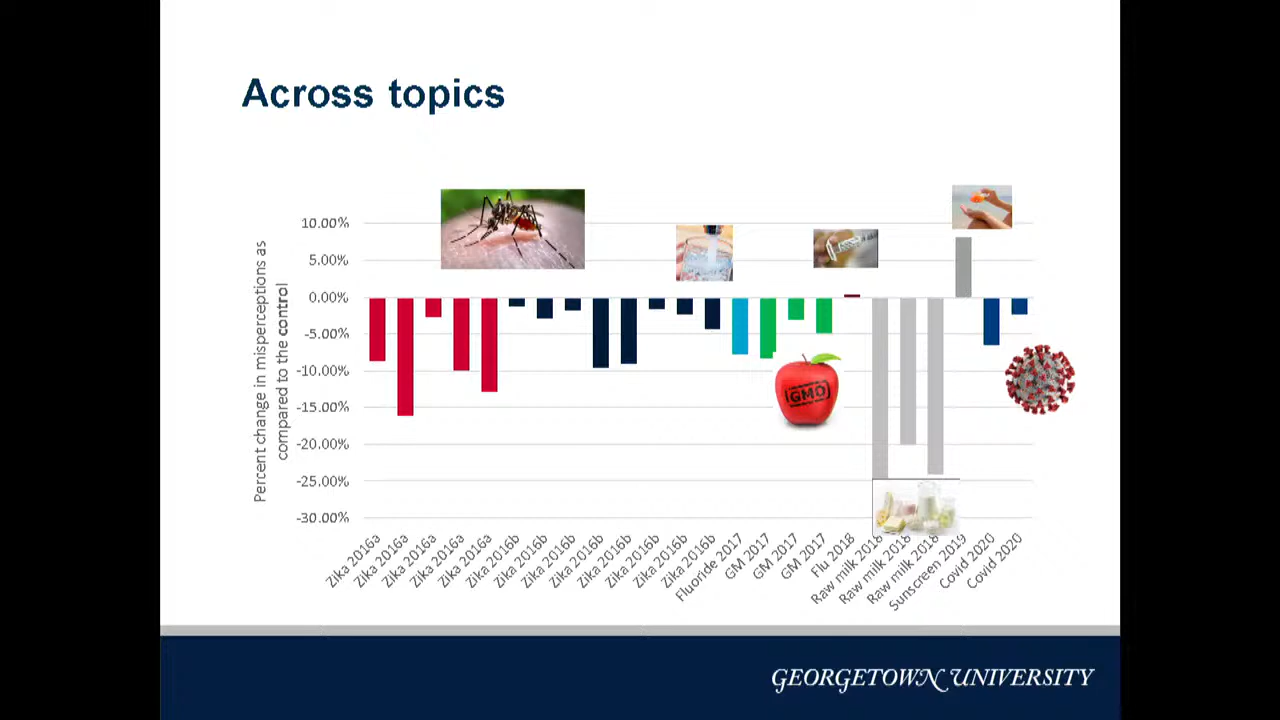 Across topics
Percent change in misperceptions as
compared to the control
10.00%
5.00%
0.00%
-5.00%
-10.00%
-15.00%
-20.00%
-25.00%
-30.00%
GMO
Zika 2016a
Zika 2016a
Zika 2016a
Zika 2016a
Zika 2016a
Zika 2016b
Zika 2016b
Zika 2016b
Zika 2016b
Zika 2016b
Zika 2016b
Zika 2016b
Zika 2016b
Fluoride 2017
GM 2017
GM 2017
GM 2017
Flu 2018
Raw milk 2018
Raw milk 2018
Raw milk 2018
Sunscreen 2019
Covid 2020
Covid 2020
GEORGETOWN UNIVERSITY